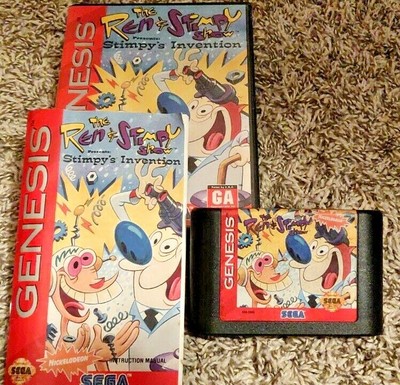 GENESIS
The
Ren & Stimpy
Show
Presents:
Stimpy's Invention
GA
GENESIS
The
Ren & Stimpy
Show
Presents:
Stimpy's Invention
NICKELODEON
INSTRUCTION MANUAL
SEGA
GENESIS
The
Ren & Stimpy
Show
NICKELODEON
SEGA
SEGA